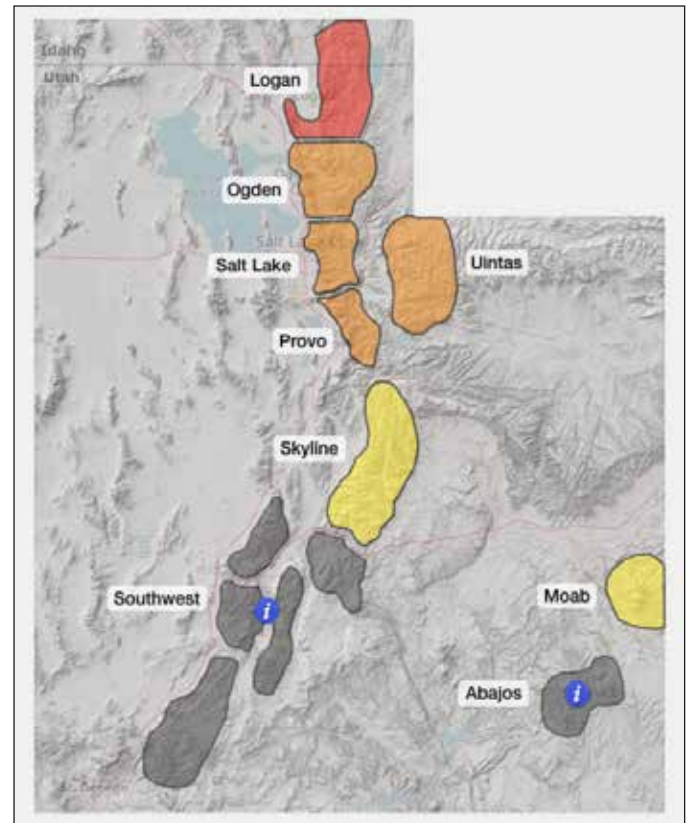 Idaho
Utah
Logan
Ogden
Salt Lake
Uintas
Provo
Skyline
Southwest
i
Moab
Abajos
i